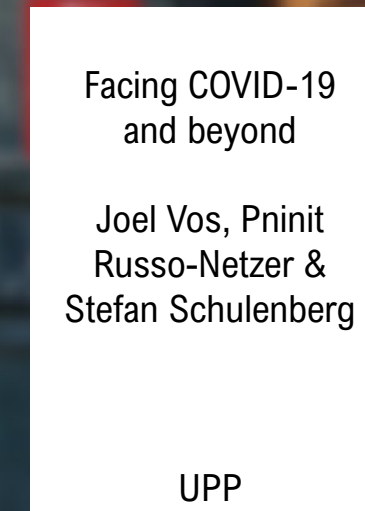 Facing COVID-19
and beyond
Joel Vos, Pninit
Russo-Netzer &
Stefan Schulenberg
UPP